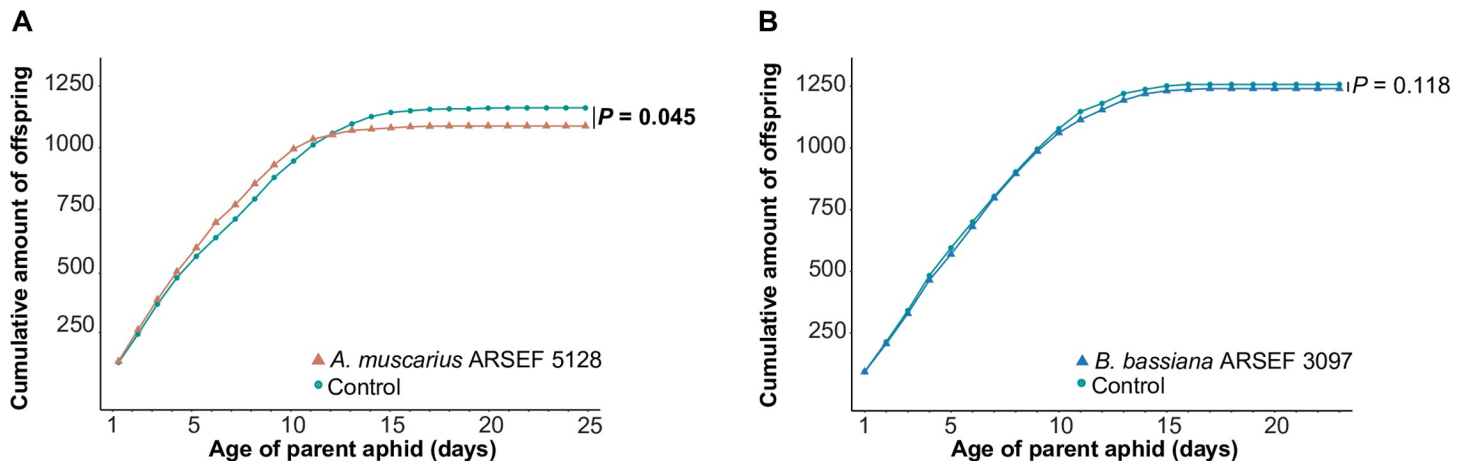 A
Cumulative amount of offspring
1250
1000
750
500
250
P = 0.045
A. muscarius ARSEF 5128
Control
1 5 10 15 20 25
Age of parent aphid (days)
B
Cumulative amount of offspring
1250
1000
750
500
250
P = 0.118
B. bassiana ARSEF 3097
Control
1 5 10 15 20
Age of parent aphid (days)